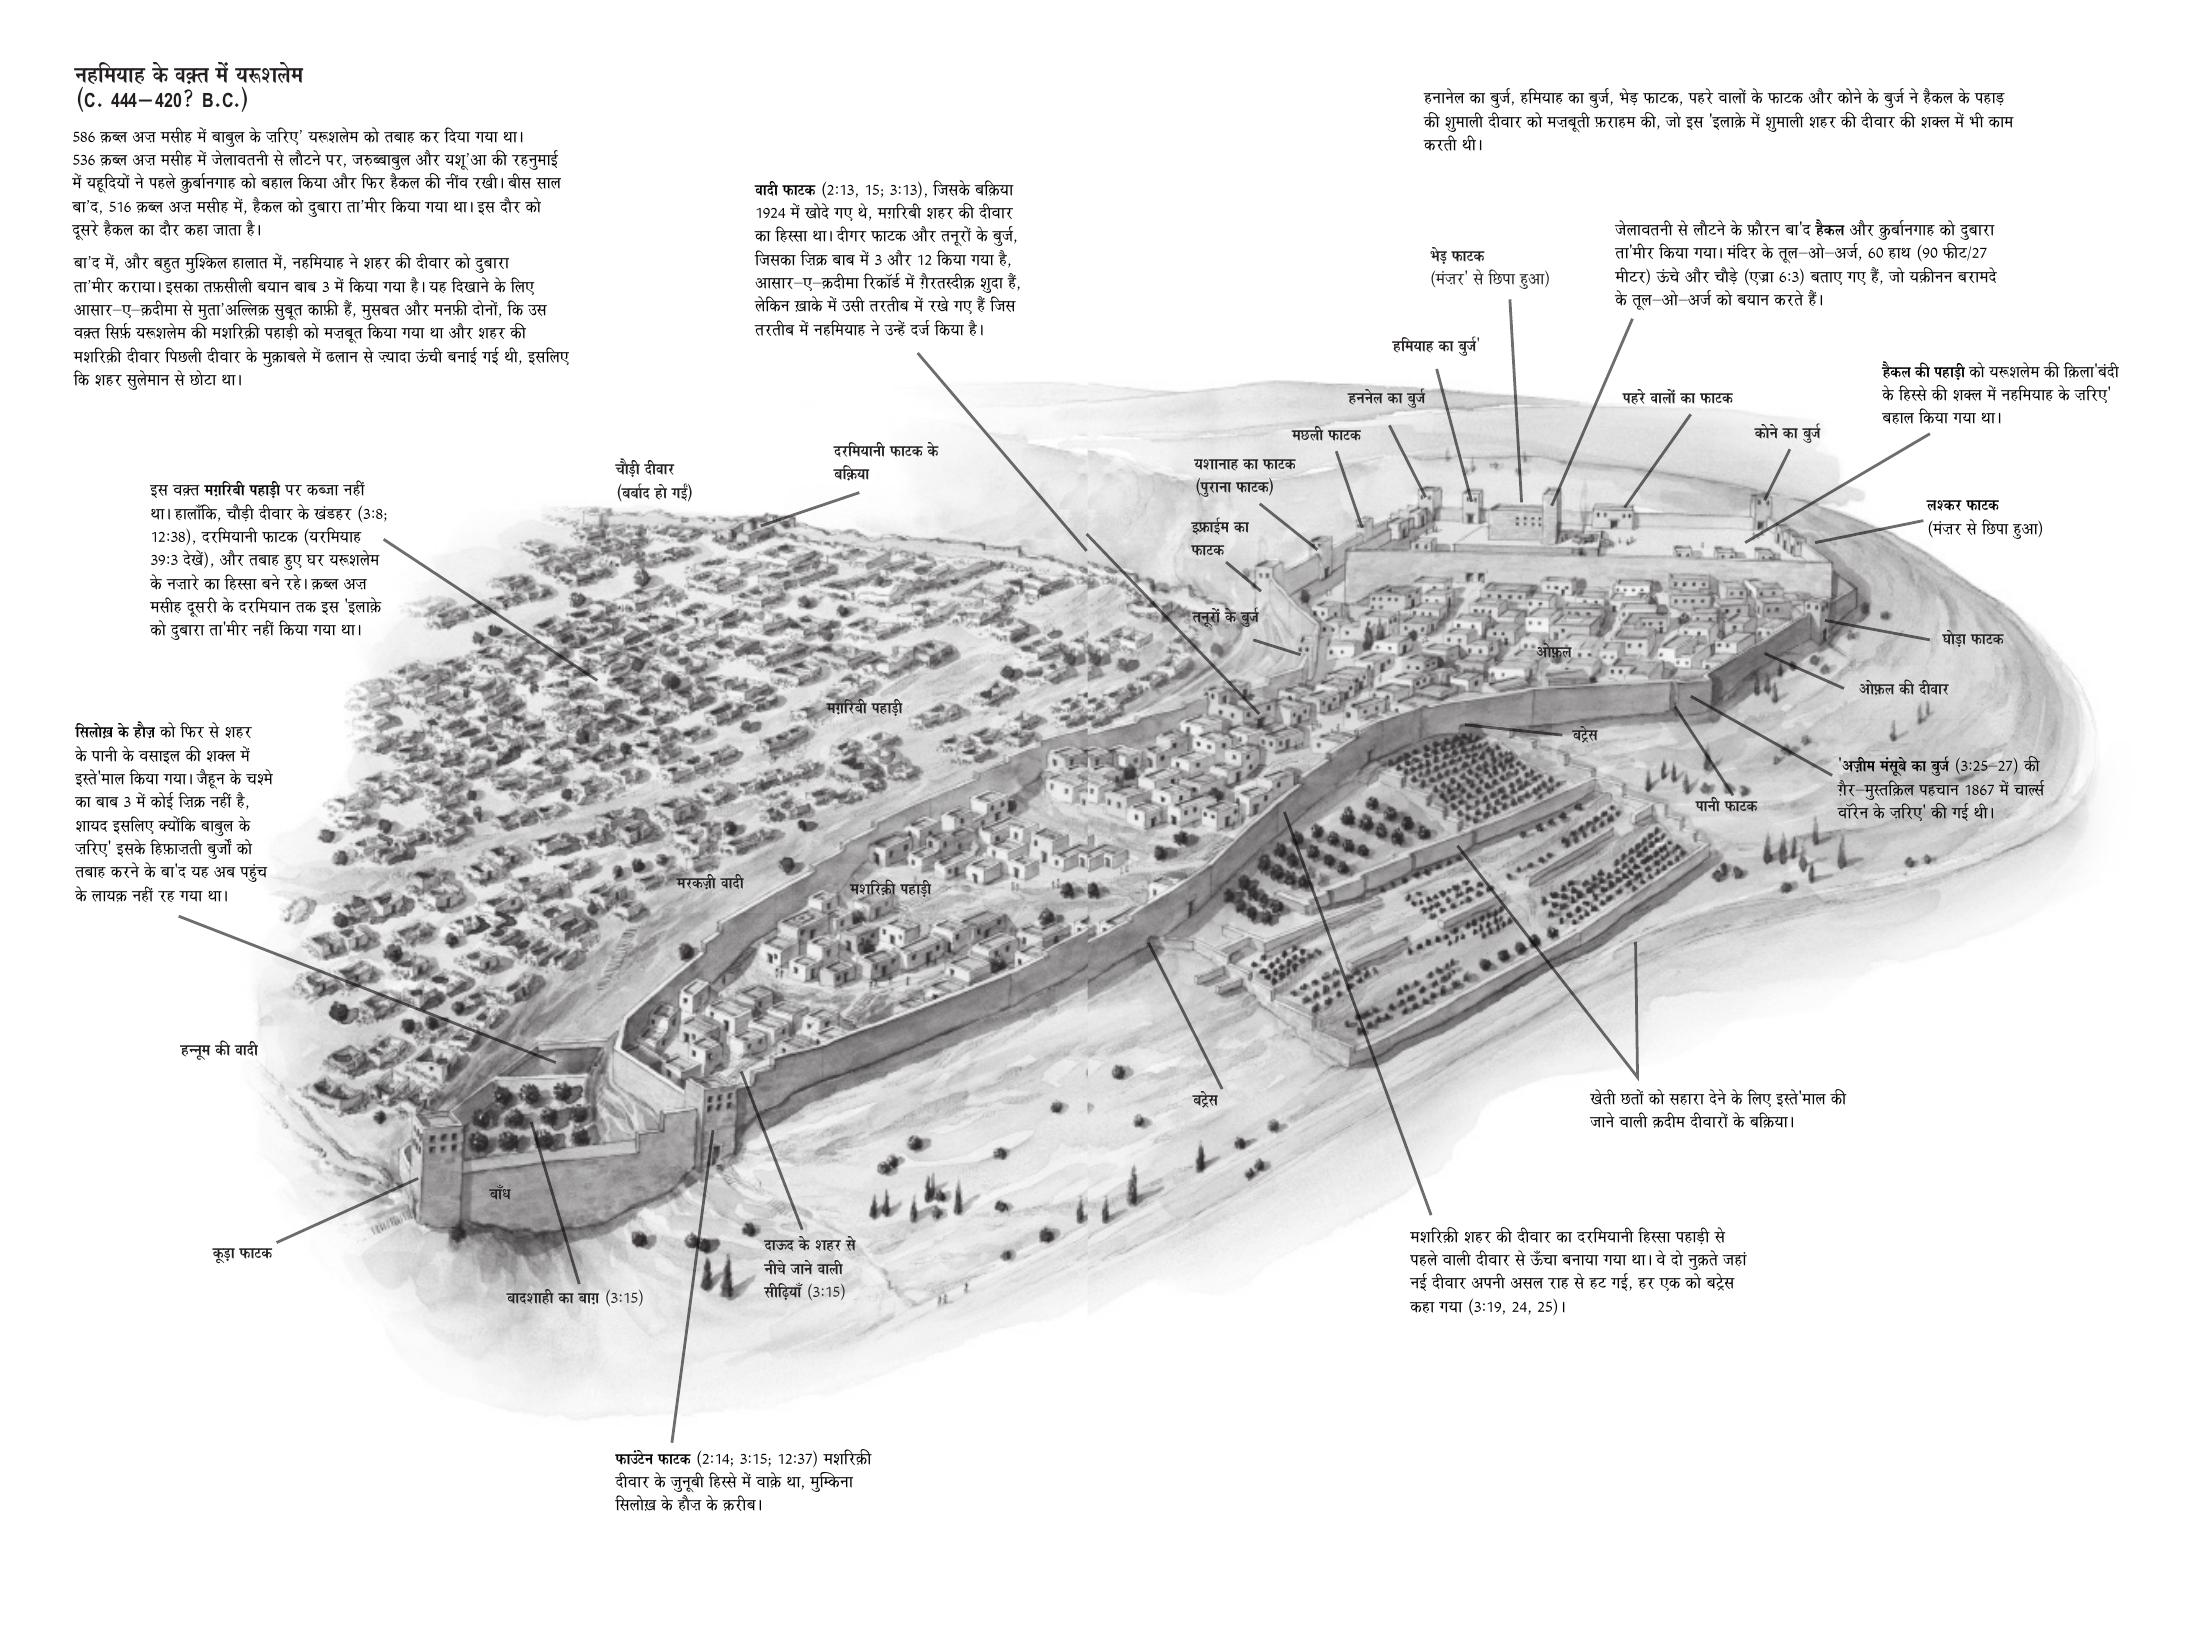 नहमियाह के वक़्त में यरूशलेम
(C. 444–420? B.C.)
586 क़ब्ल अज़ मसीह में बाबुल के ज़रिए’ यरूशलेम को तबाह कर दिया गया था।
536 क़ब्ल अज़ मसीह में जेलावतनी से लौटने पर, जरुब्बाबुल और यशू’आ की रहनुमाई
में यहूदियों ने पहले क़ुर्बानगाह को बहाल किया और फिर हैकल की नींव रखी। बीस साल
बा’द, 516 क़ब्ल अज़ मसीह में, हैकल को दुबारा ता’मीर किया गया था। इस दौर को
दूसरे हैकल का दौर कहा जाता है।
बा’द में, और बहुत मुश्किल हालात में, नहमियाह ने शहर की दीवार को दुबारा
ता’मीर कराया। इसका तफ़सीली बयान बाब 3 में किया गया है। यह दिखाने के लिए
आसार–ए–क़दीमा से मुता’अल्लिक़ सुबूत काफ़ी हैं, मुसबत और मनफ़ी दोनों, कि उस
वक़्त सिर्फ़ यरूशलेम की मशरिक़ी पहाड़ी को मज़बूत किया गया था और शहर की
मशरिक़ी दीवार पिछली दीवार के मुक़ाबले में ढलान से ज़्यादा ऊंची बनाई गई थी, इसलिए
कि शहर सुलेमान से छोटा था।
हनानेल का बुर्ज, हमियाह का बुर्ज, भेड़ फाटक, पहरे वालों के फाटक और कोने के बुर्ज ने हैकल के पहाड़
की शुमाली दीवार को मज़बूती फ़राहम की, जो इस 'इलाक़े में शुमाली शहर की दीवार की शक्ल में भी काम
करती थी।
वादी फाटक (2:13, 15; 3:13), जिसके बक़िया
1924 में खोदे गए थे, मग़रिबी शहर की दीवार
का हिस्सा था। दीगर फाटक और तनूरों के बुर्ज,
जिसका ज़िक्र बाब में 3 और 12 किया गया है,
आसार–ए–क़दीमा रिकॉर्ड में ग़ैरतस्दीक़ शुदा हैं,
लेकिन ख़ाके में उसी तरतीब में रखे गए हैं जिस
तरतीब में नहमियाह ने उन्हें दर्ज किया है।
भेड़ फाटक
(मंज़र' से छिपा हुआ)
जेलावतनी से लौटने के फ़ौरन बा'द हैकल और क़ुर्बानगाह को दुबारा
ता'मीर किया गया। मंदिर के तूल–ओ–अर्ज, 60 हाथ (90 फीट/27
मीटर) ऊंचे और चौड़े (एज्रा 6:3) बताए गए हैं, जो यक़ीनन बरामदे
के तूल–ओ–अर्ज को बयान करते हैं।
हमियाह का बुर्ज'
हननेल का बुर्ज
पहरे वालों का फाटक
हैकल की पहाड़ी को यरूशलेम की क़िला'बंदी
के हिस्से की शक्ल में नहमियाह के ज़रिए'
बहाल किया गया था।
मछली फाटक
कोने का बुर्ज
यशानाह का फाटक
(पुराना फाटक)
चौड़ी दीवार
(बर्बाद हो गई)
दरमियानी फाटक के
बक़िया
इस वक़्त मग़रिबी पहाड़ी पर कब्ज़ा नहीं
था। हालाँकि, चौड़ी दीवार के खंडहर (3:8;
12:38), दरमियानी फाटक (यरमियाह
39:3 देखें), और तबाह हुए घर यरूशलेम
के नज़ारे का हिस्सा बने रहे। क़ब्ल अज़
मसीह दूसरी के दरमियान तक इस 'इलाक़े
को दुबारा ता'मीर नहीं किया गया था।
इफ़्राईम का
फाटक
लश्कर फाटक
(मंज़र से छिपा हुआ)
तनूरों के बुर्ज
ओफ़ल
घोड़ा फाटक
ओफ़ल की दीवार
मग़रिबी पहाड़ी
बट्रेस
सिलोख़ के हौज़ को फिर से शहर
के पानी के वसाइल की शक्ल में
इस्ते'माल किया गया। जैहून के चश्मे
का बाब 3 में कोई ज़िक्र नहीं है,
शायद इसलिए क्योंकि बाबुल के
ज़रिए' इसके हिफ़ाजती बुर्जों को
तबाह करने के बा'द यह अब पहुंच
के लायक़ नहीं रह गया था।
'अज़ीम मंसूबे का बुर्ज (3:25–27) की
ग़ैर–मुस्तक़िल पहचान 1867 में चार्ल्स
वॉरेन के ज़रिए' की गई थी।
पानी फाटक
मरकज़ी वादी
मशरिक़ी पहाड़ी
हन्नूम की वादी
बट्रेस
खेती छतों को सहारा देने के लिए इस्ते'माल की
जाने वाली क़दीम दीवारों के बक़िया।
बाँध
कूड़ा फाटक
बादशाही का बाग़ (3:15)
दाऊद के शहर से
नीचे जाने वाली
सीढ़ियाँ (3:15)
मशरिक़ी शहर की दीवार का दरमियानी हिस्सा पहाड़ी से
पहले वाली दीवार से ऊँचा बनाया गया था। वे दो नुक़ते जहां
नई दीवार अपनी असल राह से हट गई, हर एक को बट्रेस
कहा गया (3:19, 24, 25)।
फाउंटेन फाटक (2:14; 3:15; 12:37) मशरिक़ी
दीवार के जुनूबी हिस्से में वाक़े था, मुम्किना
सिलोख़ के हौज़ के क़रीब।